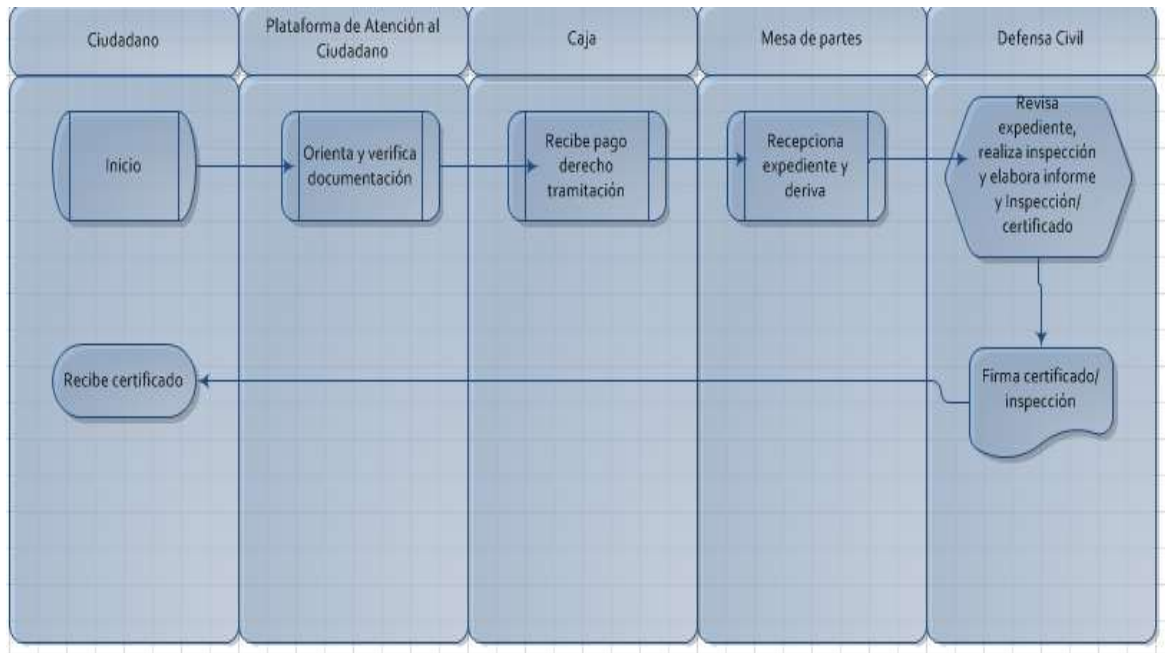 Ciudadano
Plataforma de Atención al
Ciudadano
Caja
Mesa de partes
Defensa Civil
Inicio
Orienta y verifica
documentación
Recibe pago
derecho
tramitación
Recepciona
expediente y
deriva
Revisa
expediente,
realiza inspección
y elabora informe
y Inspección/
certificado
Recibe certificado
Firma certificado/
inspección